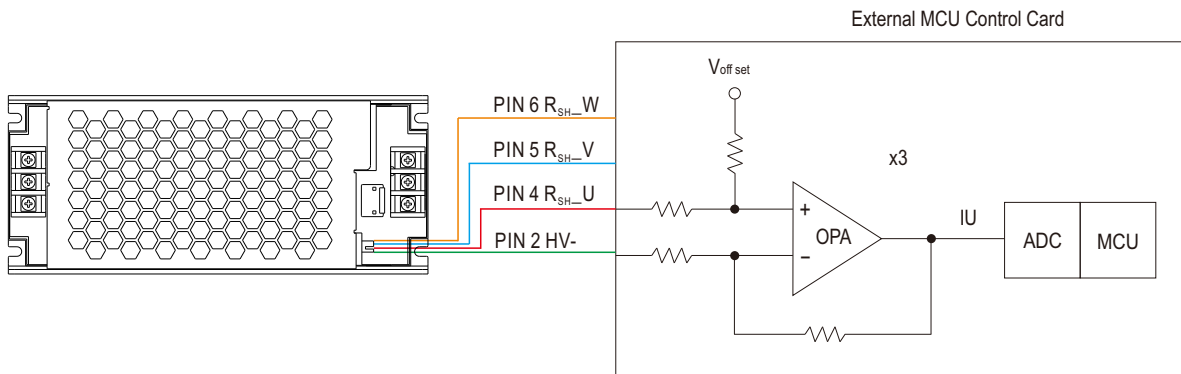 External MCU Control Card
Voff set
PIN 6 RSH_W
PIN 5 RSH_V
x3
PIN 4 RSH_U
+
OPA
IU
ADC
MCU
PIN 2 HV-
−